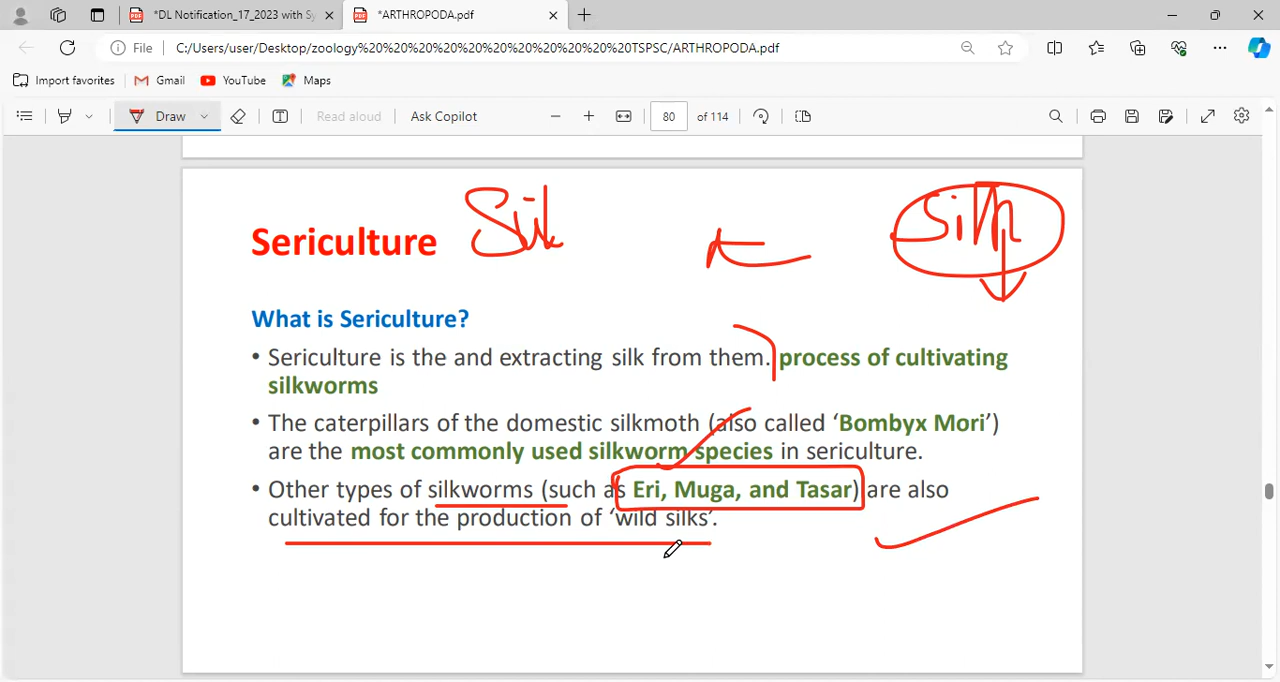 *DL Notification_17_2023 with Sy
*ARTHROPODA.pdf
File
C:/Users/user/Desktop/zoology%20%20%20%20%20%20%20%20%20%20%20TSPSC/ARTHROPODA.pdf
Import favorites
Gmail
YouTube
Maps
Draw
Read aloud
Ask Copilot
80 of 114
Silk
Silk
Sericulture
What is Sericulture?
• Sericulture is the and extracting silk from them. process of cultivating
silkworms
• The caterpillars of the domestic silkmoth (also called ‘Bombyx Mori’)
are the most commonly used silkworm species in sericulture.
• Other types of silkworms (such as Eri, Muga, and Tasar) are also
cultivated for the production of ‘wild silks’.